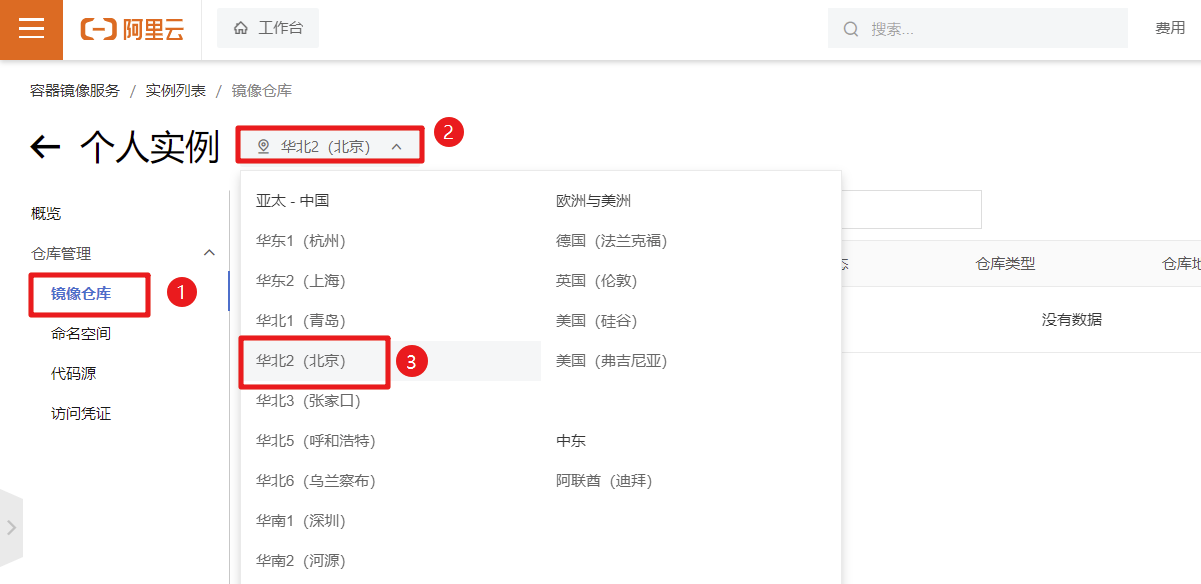 阿里云
工作台
搜索...
费用
容器镜像服务 / 实例列表 / 镜像仓库
个人实例
华北2（北京）
2
概览
仓库管理
镜像仓库
1
命名空间
代码源
访问凭证
亚太 - 中国
华东1（杭州）
华东2（上海）
华北1（青岛）
华北2（北京）
3
华北3（张家口）
华北5（呼和浩特）
华北6（乌兰察布）
华南1（深圳）
华南2（河源）
欧洲与美洲
德国（法兰克福）
英国（伦敦）
美国（硅谷）
美国（弗吉尼亚）
中东
阿联酋（迪拜）
仓库类型
仓库地
没有数据